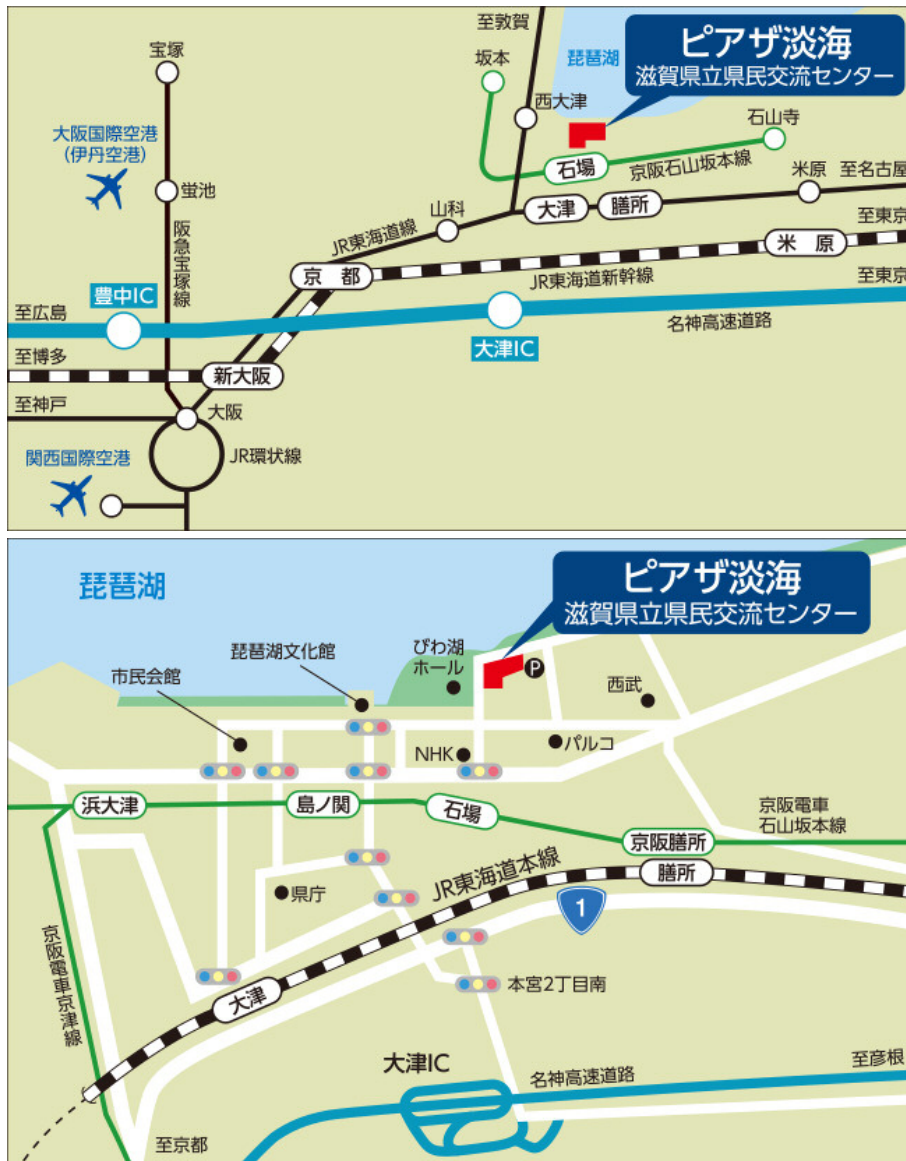 至敦賀
宝塚
坂本
琵琶湖
ピアザ淡海
滋賀県立県民交流センター
西大津
石山寺
大阪国際空港
(伊丹空港)
石場
京阪石山坂本線
蛍池
米原
至名古屋
山科
大津
膳所
JR東海道線
至東京
阪急宝塚線
京都
米原
JR東海道新幹線
豊中IC
至東京
至広島
大津IC
名神高速道路
至博多
新大阪
至神戸
大阪
関西国際空港
JR環状線
琵琶湖
ピアザ淡海
滋賀県立県民交流センター
琵琶湖文化館
びわ湖
ホール
市民会館
P
西武
NHK
パルコ
浜大津
島ノ関
石場
京阪電車
石山坂本線
京阪膳所
JR東海道本線
膳所
県庁
1
京阪電車京津線
大津
本宮2丁目南
大津IC
名神高速道路
至彦根
至京都